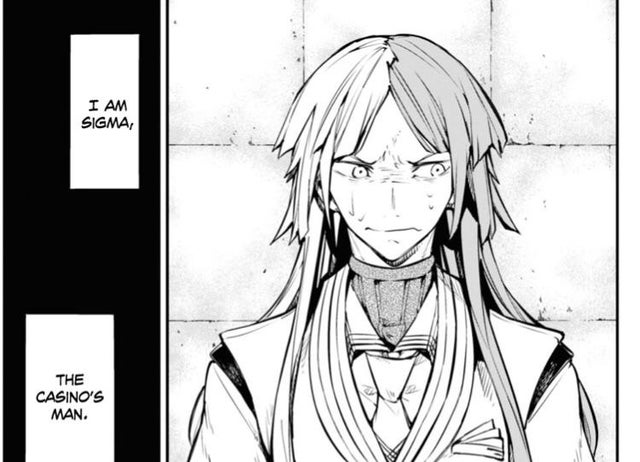 I AM
SIGMA,
THE
CASINO'S
MAN.